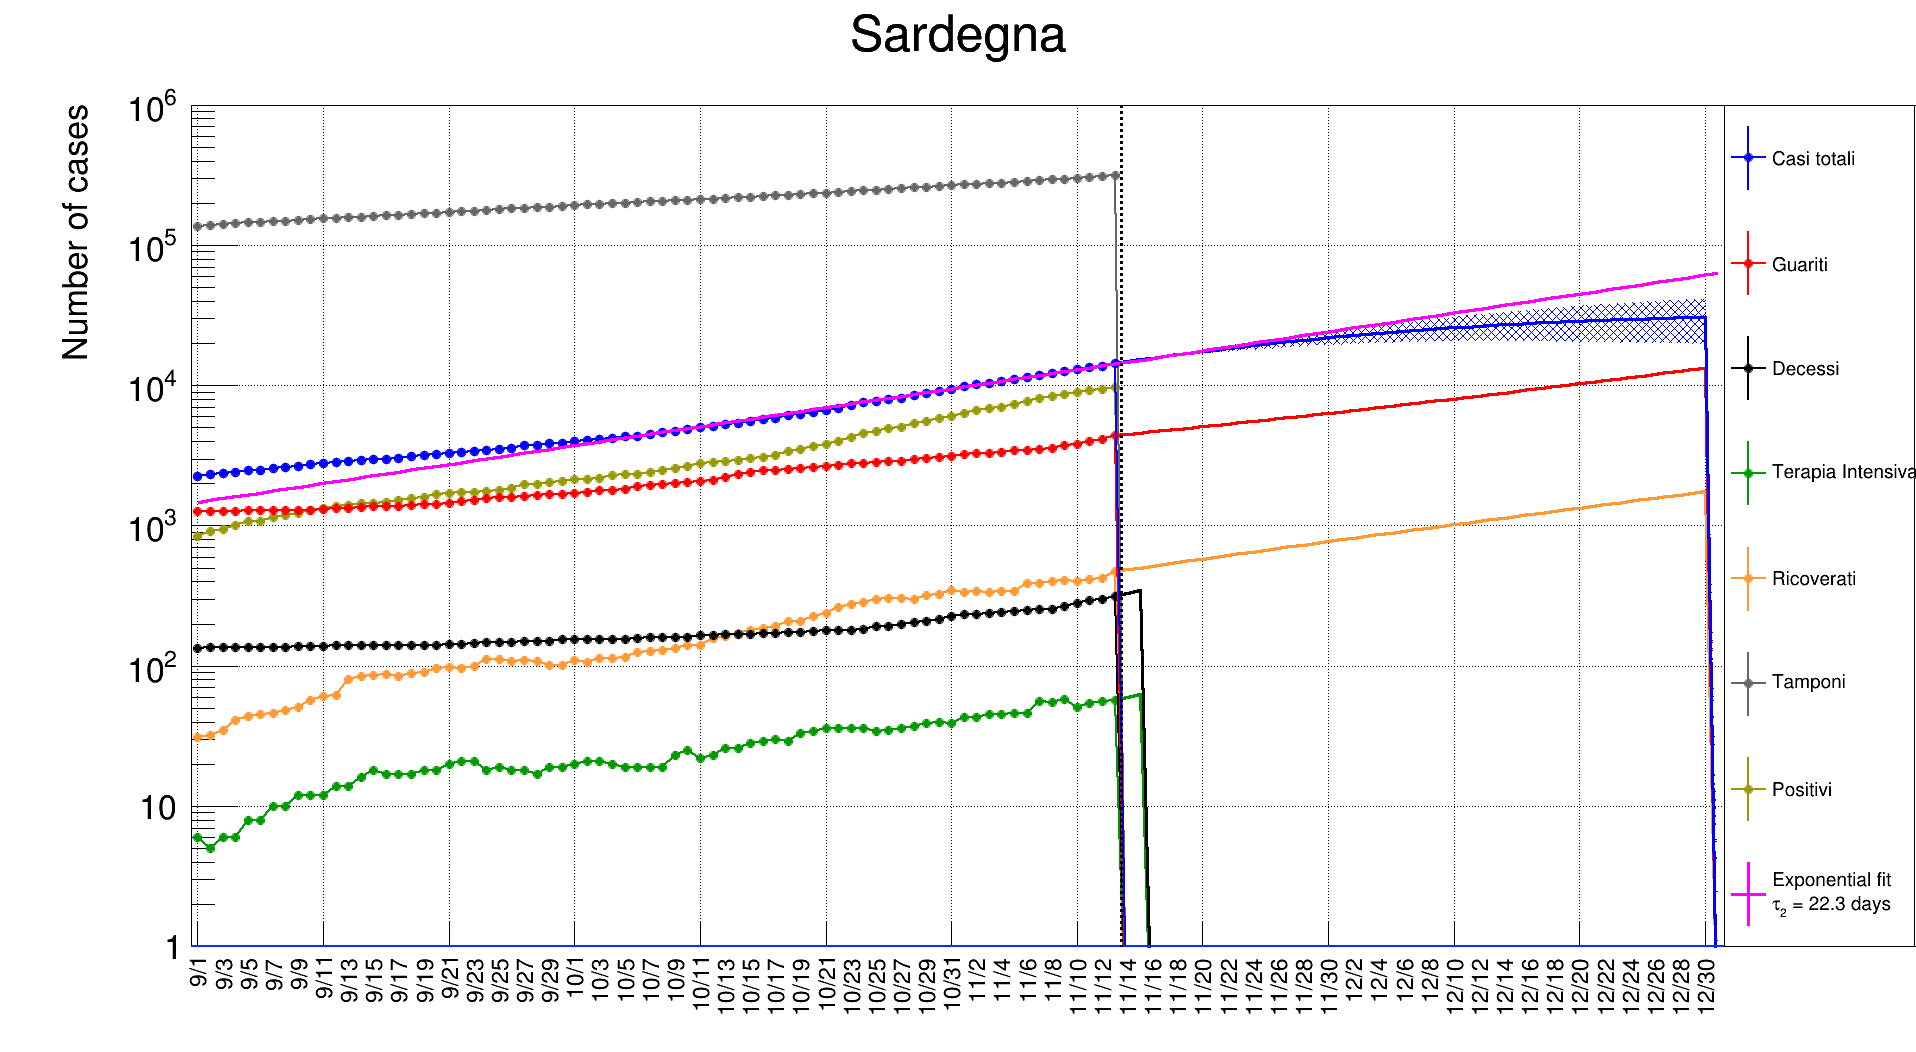 Sardegna
Number of cases
10^6
10^5
10^4
10^3
10^2
10
1
9/1 9/3 9/5 9/7 9/9 9/11 9/13 9/15 9/17 9/19 9/21 9/23 9/25 9/27 9/29 10/1 10/3 10/5 10/7 10/9 10/11 10/13 10/15 10/17 10/19 10/21 10/23 10/25 10/27 10/29 10/31 11/2 11/4 11/6 11/8 11/10 11/12 11/14 11/16 11/18 11/20 11/22 11/24 11/26 11/28 11/30 12/2 12/4 12/6 12/8 12/10 12/12 12/14 12/16 12/18 12/20 12/22 12/24 12/26 12/28 12/30
Casi totali
Guariti
Decessi
Terapia Intensiva
Ricoverati
Tamponi
Positivi
Exponential fit
τ₂ = 22.3 days